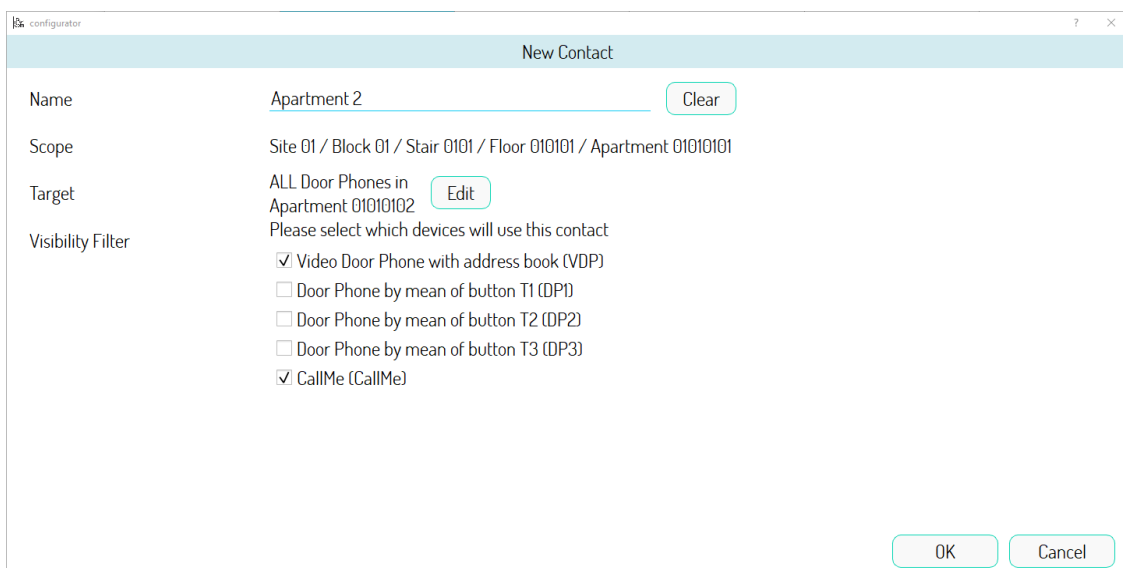 configurator
?
New Contact
Name
Apartment 2
Clear
Scope
Site 01 / Block 01 / Stair 0101 / Floor 010101 / Apartment 01010101
Target
ALL Door Phones in
Apartment 01010102
Edit
Visibility Filter
Please select which devices will use this contact
Video Door Phone with address book (VDP)
Door Phone by mean of button T1 (DP1)
Door Phone by mean of button T2 (DP2)
Door Phone by mean of button T3 (DP3)
CallMe (CallMe)
OK
Cancel